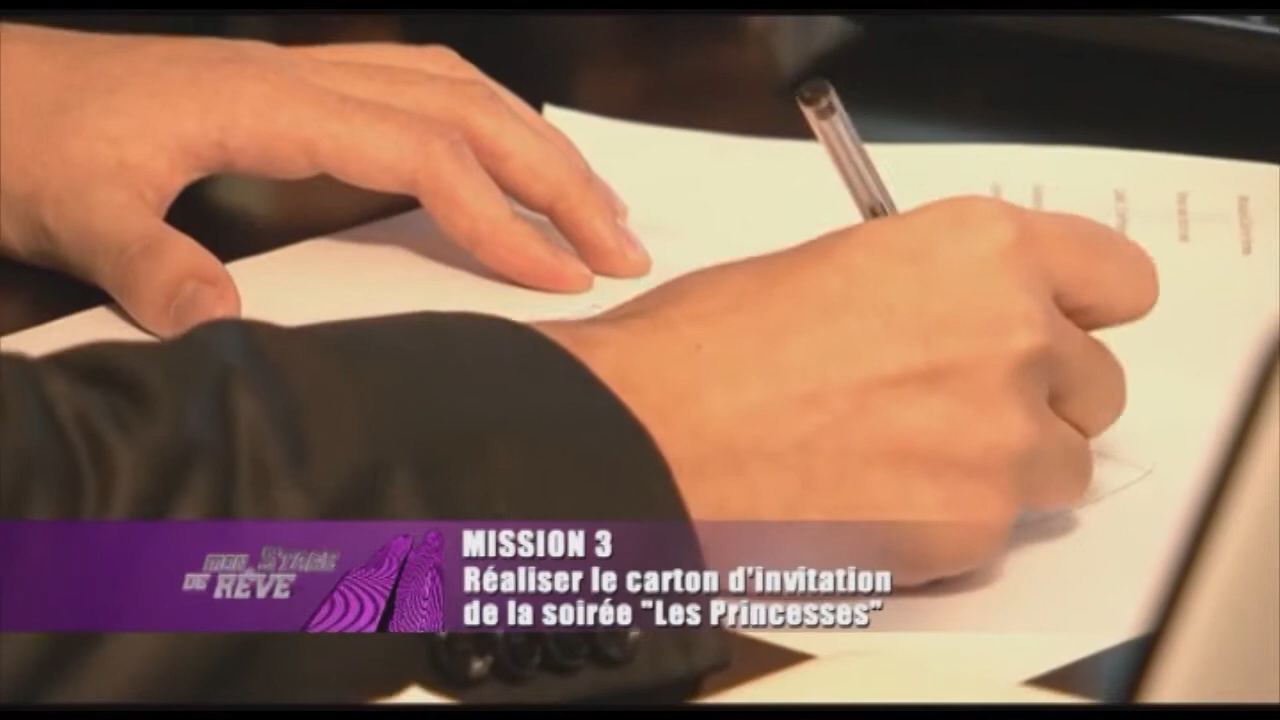 mon STAGE
DE RÊVE
MISSION 3
Réaliser le carton d'invitation
de la soirée "Les Princesses"